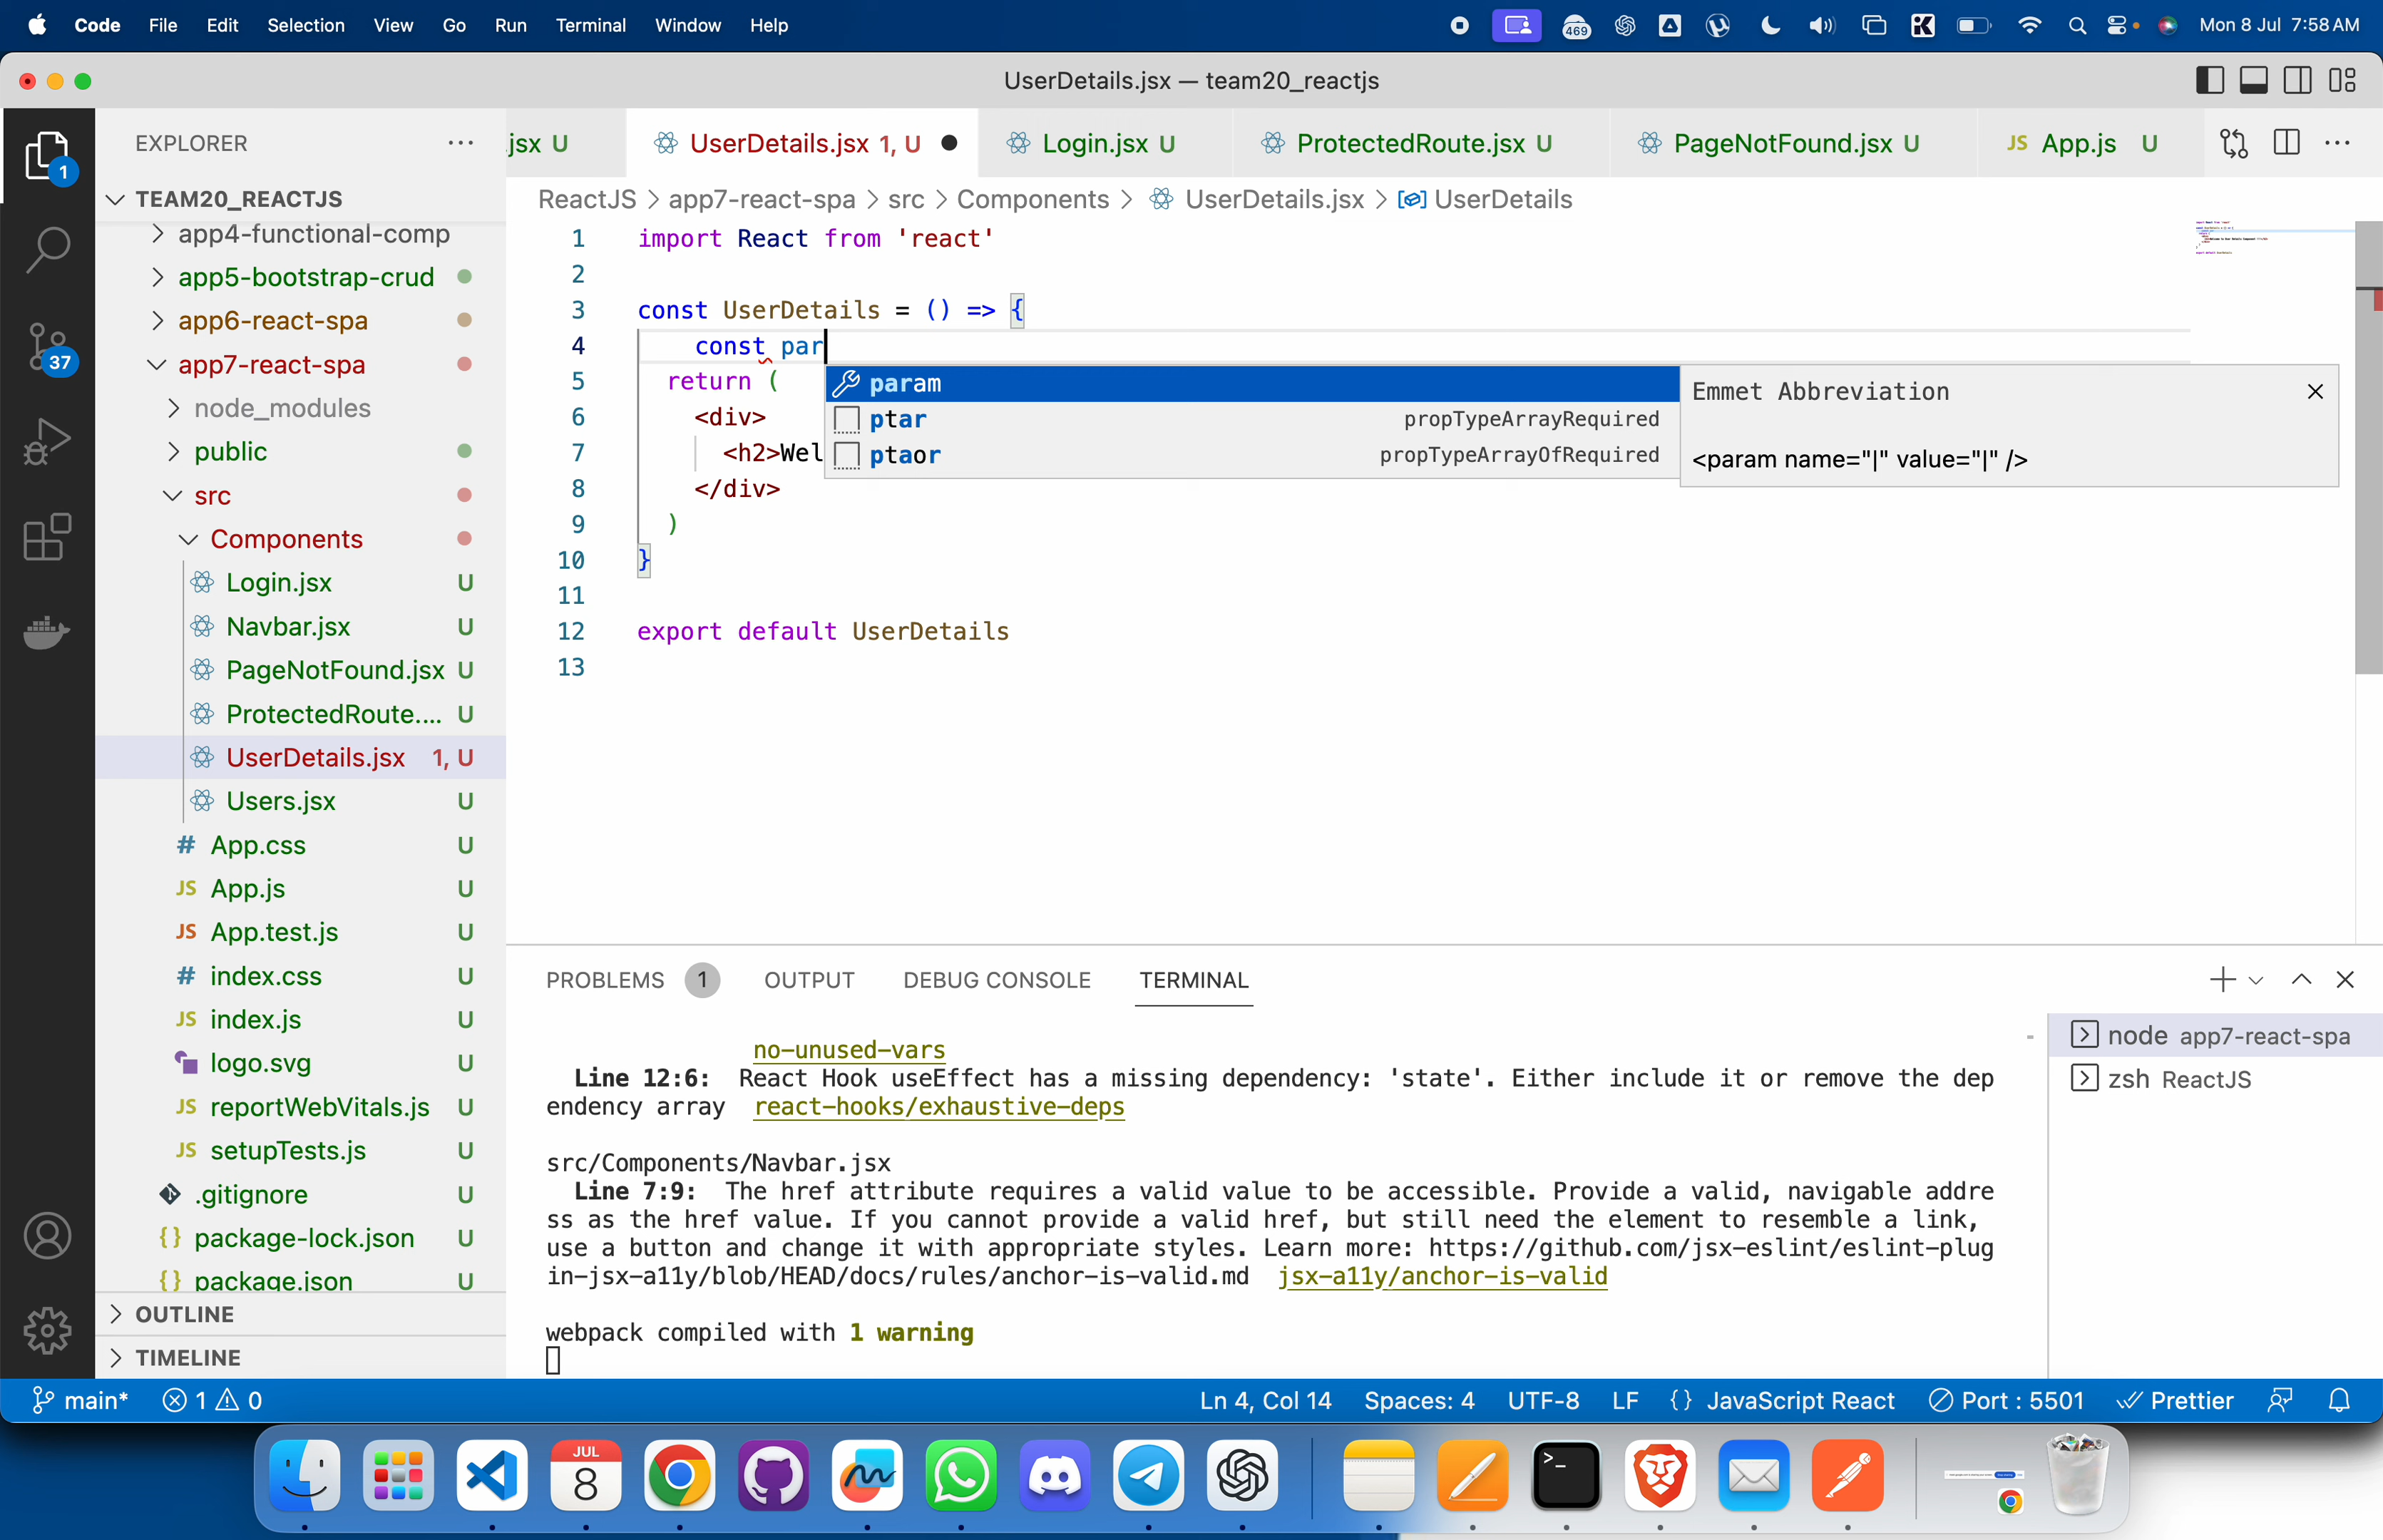 Code File Edit Selection View Go Run Terminal Window Help 469 Mon 8 Jul 7:58 AM
UserDetails.jsx — team20_reactjs
EXPLORER
.jsx U UserDetails.jsx 1, U Login.jsx U ProtectedRoute.jsx U PageNotFound.jsx U JS App.js U
ReactJS > app7-react-spa > src > Components > UserDetails.jsx > UserDetails
1
37
TEAM20_REACTJS
app4-functional-comp
app5-bootstrap-crud
app6-react-spa
app7-react-spa
node_modules
public
src
Components
Login.jsx U
Navbar.jsx U
PageNotFound.jsx U
ProtectedRoute.... U
UserDetails.jsx 1, U
Users.jsx U
# App.css U
JS App.js U
JS App.test.js U
# index.css U
JS index.js U
logo.svg U
JS reportWebVitals.js U
JS setupTests.js U
.gitignore U
{} package-lock.json U
{} package.json U
OUTLINE
TIMELINE
1 import React from 'react'
2
3 const UserDetails = () => {
4 const par
5 return (
6 <div>
7 <h2>Wel
8 </div>
9 )
10 }
11
12 export default UserDetails
13
param
ptar propTypeArrayRequired
ptaor propTypeArrayOfRequired
Emmet Abbreviation
<param name="|" value="|" />
PROBLEMS 1 OUTPUT DEBUG CONSOLE TERMINAL
no-unused-vars
Line 12:6: React Hook useEffect has a missing dependency: 'state'. Either include it or remove the dep
endency array react-hooks/exhaustive-deps
src/Components/Navbar.jsx
Line 7:9: The href attribute requires a valid value to be accessible. Provide a valid, navigable addre
ss as the href value. If you cannot provide a valid href, but still need the element to resemble a link,
use a button and change it with appropriate styles. Learn more: https://github.com/jsx-eslint/eslint-plug
in-jsx-a11y/blob/HEAD/docs/rules/anchor-is-valid.md jsx-a11y/anchor-is-valid
webpack compiled with 1 warning
node app7-react-spa
zsh ReactJS
main* 1 0 Ln 4, Col 14 Spaces: 4 UTF-8 LF {} JavaScript React Port : 5501 Prettier
JUL
8